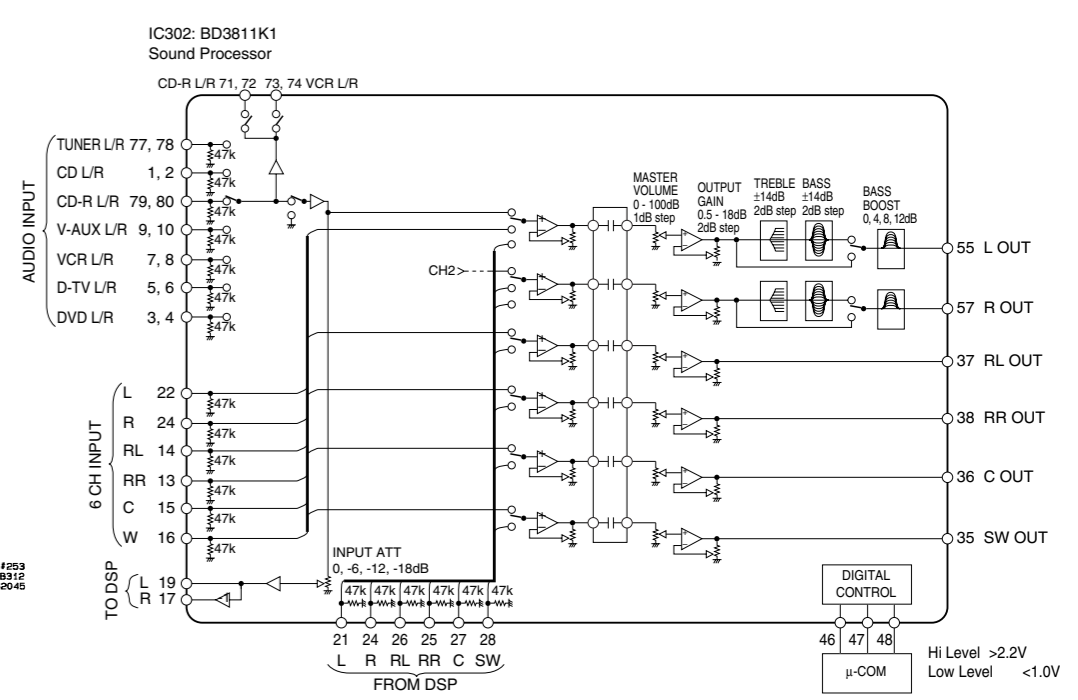 IC302: BD3811K1
Sound Processor
CD-R L/R 71, 72 73, 74 VCR L/R
AUDIO INPUT
TUNER L/R 77, 78
47k
CD L/R 1, 2
47k
CD-R L/R 79, 80
47k
V-AUX L/R 9, 10
47k
VCR L/R 7, 8
47k
D-TV L/R 5, 6
47k
DVD L/R 3, 4
47k
MASTER
VOLUME
0 - 100dB
1dB step
OUTPUT
GAIN
0.5 - 18dB
2dB step
TREBLE
±14dB
2dB step
BASS
±14dB
2dB step
BASS
BOOST
0, 4, 8, 12dB
CH2
55 L OUT
57 R OUT
37 RL OUT
38 RR OUT
36 C OUT
35 SW OUT
6 CH INPUT
L 22
47k
R 24
47k
RL 14
47k
RR 13
47k
C 15
47k
W 16
47k
#253
B312
2045
TO DSP
L 19
R 17
INPUT ATT
0, -6, -12, -18dB
47k 47k 47k 47k 47k 47k
21 24 26 25 27 28
L R RL RR C SW
FROM DSP
DIGITAL
CONTROL
46 47 48
µ-COM
Hi Level >2.2V
Low Level <1.0V